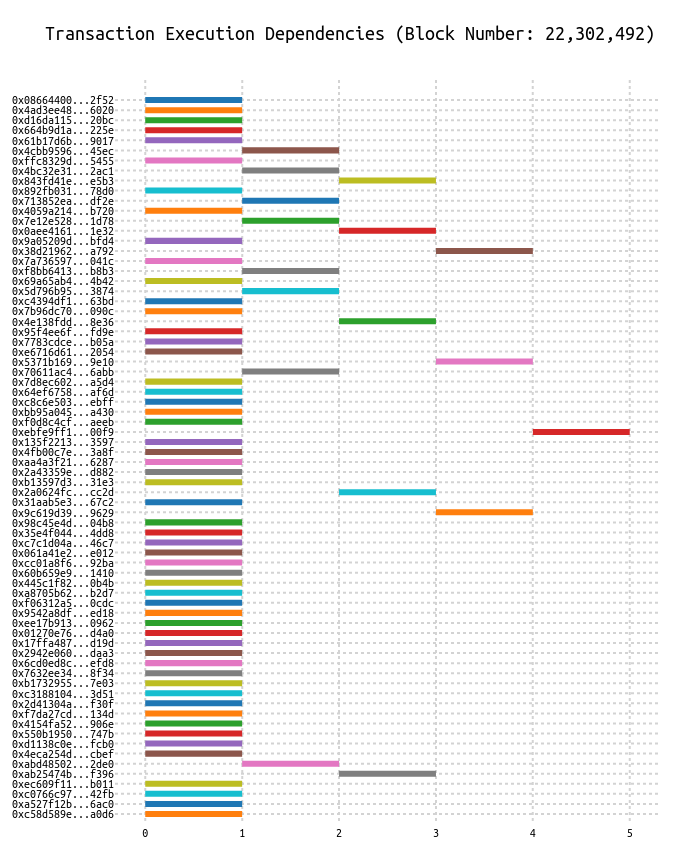 Transaction Execution Dependencies (Block Number: 22,302,492)
0x08664400...2f52
0x4ad3ee48...6020
0xd16da115...20bc
0x664b9d1a...225e
0x61b17d6b...9017
0x4cbb9596...45ec
0xffc8329d...5455
0x4bc32e31...2ac1
0x843fd41e...e5b3
0x892fb031...78d0
0x713852ea...df2e
0x4059a214...b720
0x7e12e528...1d78
0x0aee4161...1e32
0x9a05209d...bfd4
0x38d21962...a792
0x7a736597...041c
0xf8bb6413...b8b3
0x69a65ab4...4b42
0x5d796b95...3874
0xc4394df1...63bd
0x7b96dc70...090c
0x4e138fdd...8e36
0x95f4ee6f...fd9e
0x7783cdce...b05a
0xe6716d61...2054
0x5371b169...9e10
0x70611ac4...6abb
0x7d8ec602...a5d4
0x64ef6758...af6d
0xc8c6e503...ebff
0xbb95a045...a430
0xf0d8c4cf...aeeb
0xebfe9ff1...00f9
0x135f2213...3597
0x4fb00c7e...3a8f
0xaa4a3f21...6287
0x2a43359e...d882
0xb13597d3...31e3
0x2a0624fc...cc2d
0x31aab5e3...67c2
0x9c619d39...9629
0x98c45e4d...04b8
0x35e4f044...4dd8
0xc7c1d04a...46c7
0x061a41e2...e012
0xcc01a8f6...92ba
0x60b659e9...1410
0x445c1f82...0b4b
0xa8705b62...b2d7
0xf06312a5...0cdc
0x9542a8df...ed18
0xee17b913...0962
0x01270e76...d4a0
0x17ffa487...d19d
0x2942e060...daa3
0x6cd0ed8c...efd8
0x7632ee34...8f34
0xb1732955...7e03
0xc3188104...3d51
0x2d41304a...f30f
0xf7da27cd...134d
0x4154fa52...906e
0x550b1950...747b
0xd1138c0e...fcb0
0x4eca254d...cbef
0xabd48502...2de0
0xab25474b...f396
0xec609f11...b011
0xc0766c97...42fb
0xa527f12b...6ac0
0xc58d589e...a0d6
0 1 2 3 4 5